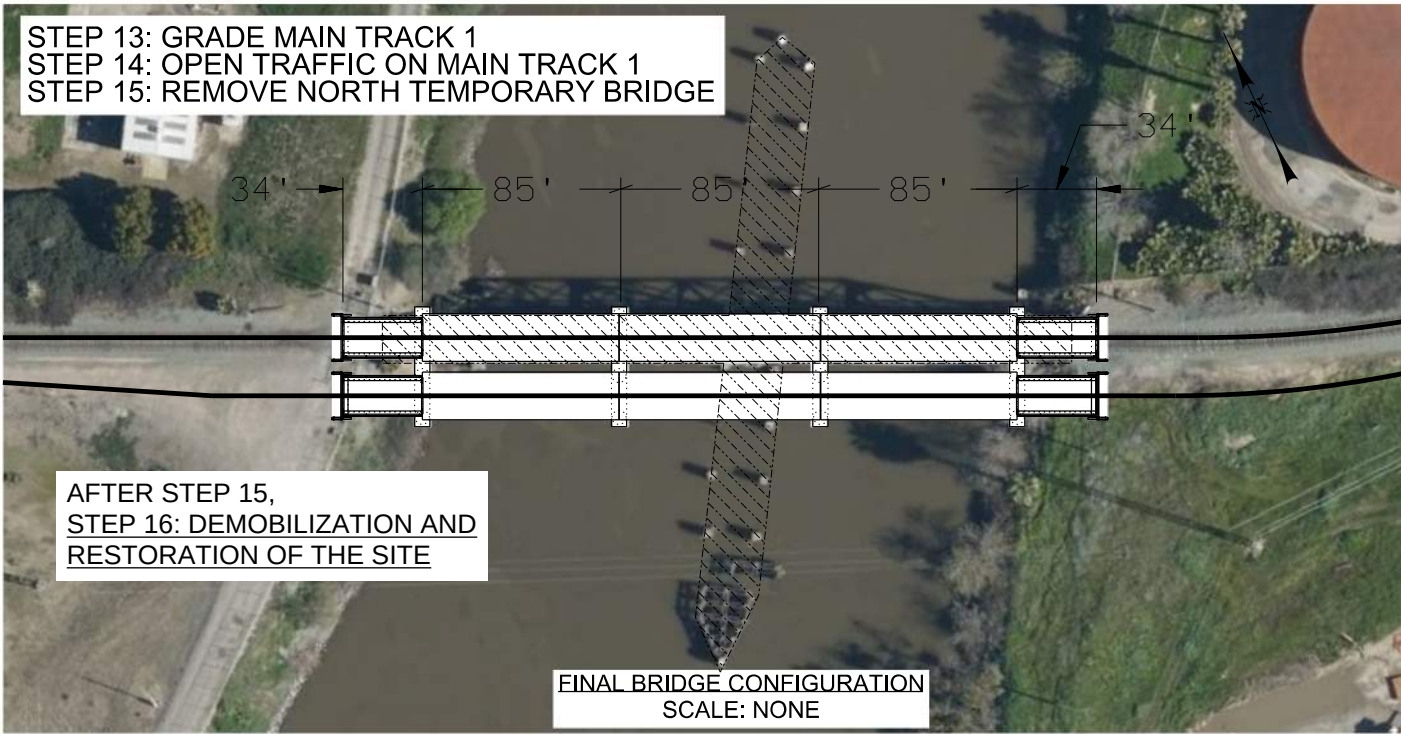 STEP 13: GRADE MAIN TRACK 1
STEP 14: OPEN TRAFFIC ON MAIN TRACK 1
STEP 15: REMOVE NORTH TEMPORARY BRIDGE
34'
34'
85'
85'
85'
AFTER STEP 15,
STEP 16: DEMOBILIZATION AND
RESTORATION OF THE SITE
FINAL BRIDGE CONFIGURATION
SCALE: NONE